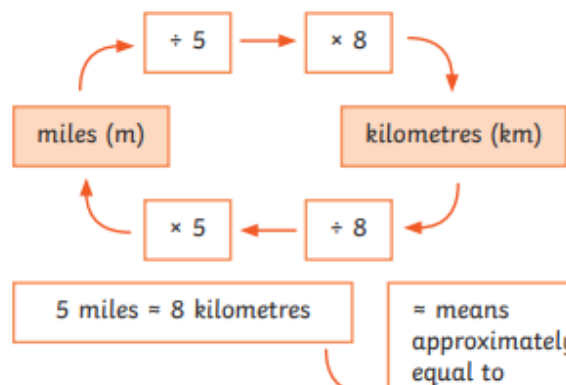 ÷ 5
× 8
miles (m)
kilometres (km)
× 5
÷ 8
5 miles ≈ 8 kilometres
≈ means
approximately
equal to